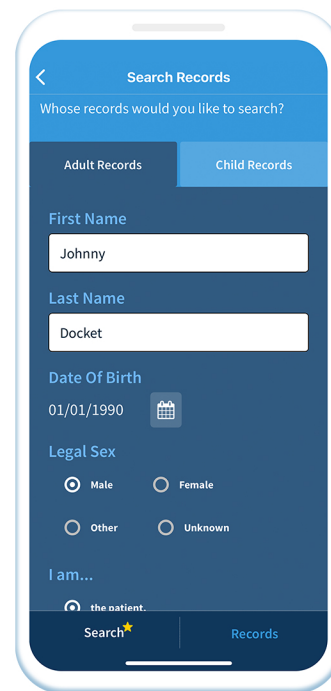 Search Records
Whose records would you like to search?
Adult Records Child Records
First Name
Johnny
Last Name
Docket
Date Of Birth
01/01/1990
Legal Sex
Male Female
Other Unknown
I am...
the patient.
Search Records